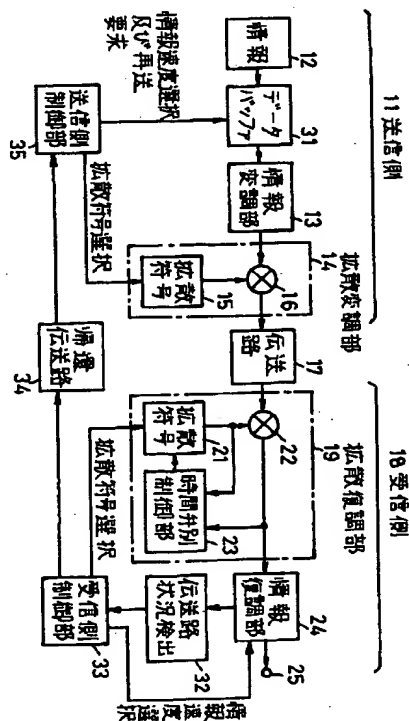 11 送信側
情報
12
データバッファ
31
情報変調部
13
情報速度選択及び再送要求
送信側制御部
35
拡散符号選択
拡散符号
15
16
14
拡散変調部
伝送路
17
帰還伝送路
34
18 受信側
拡散復調部
19
22
拡散符号
21
時間弁別制御部
23
拡散符号選択
情報復調部
24
25
伝送路状況検出
32
受信側制御部
33
情報速度選択